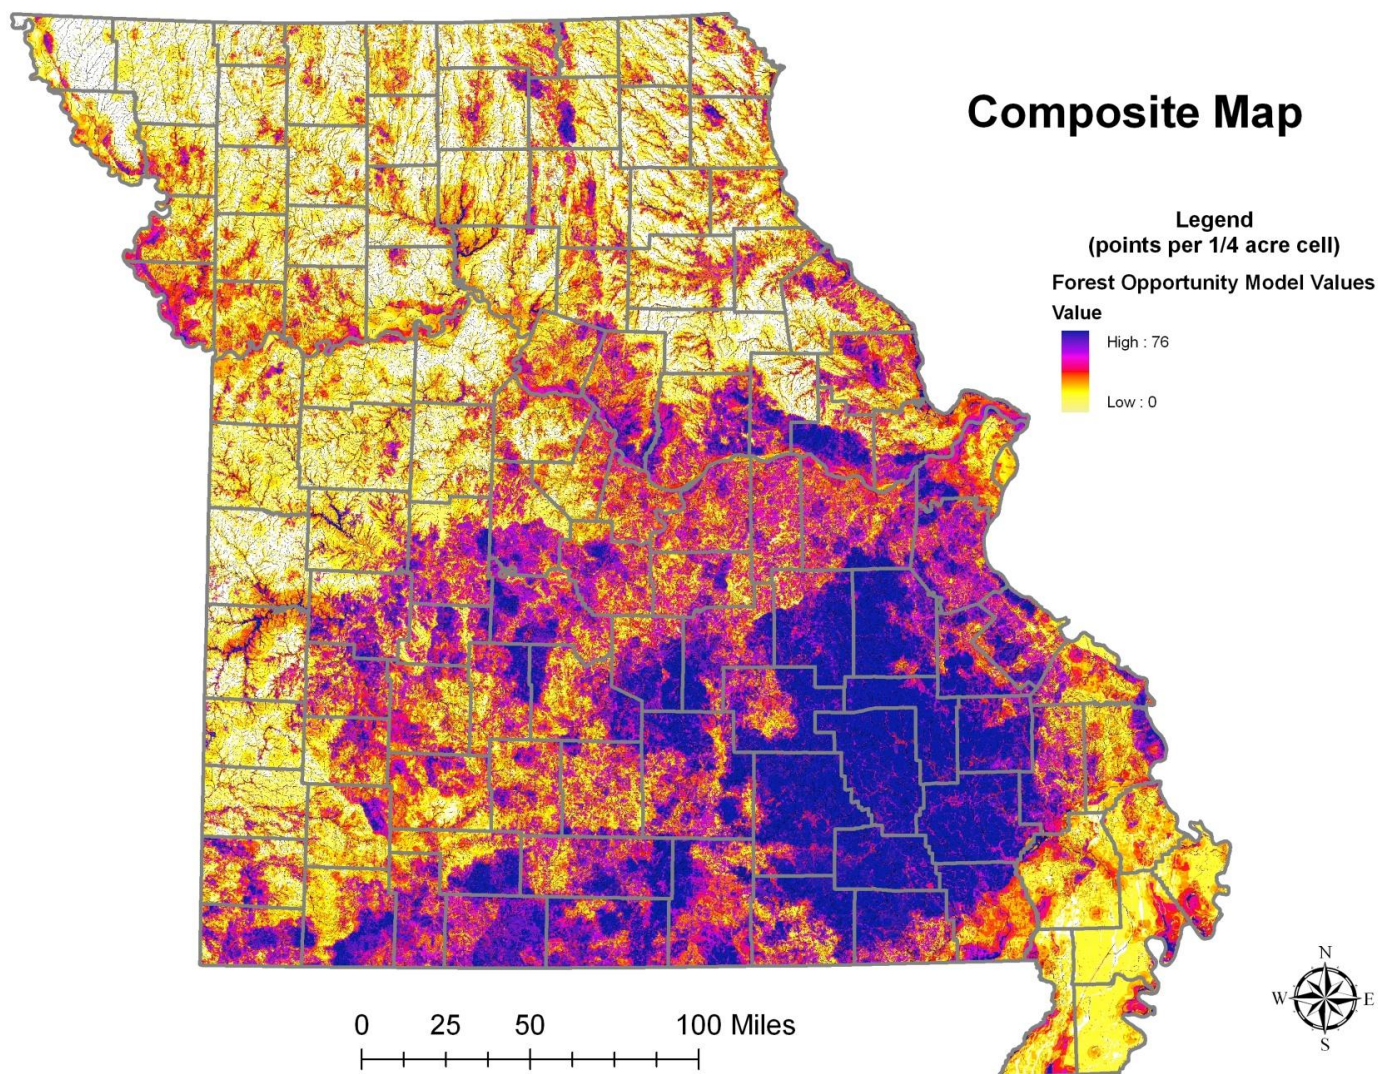 Composite Map
Legend
(points per 1/4 acre cell)
Forest Opportunity Model Values
Value
High : 76
Low : 0
N
W E
S
0 25 50 100 Miles